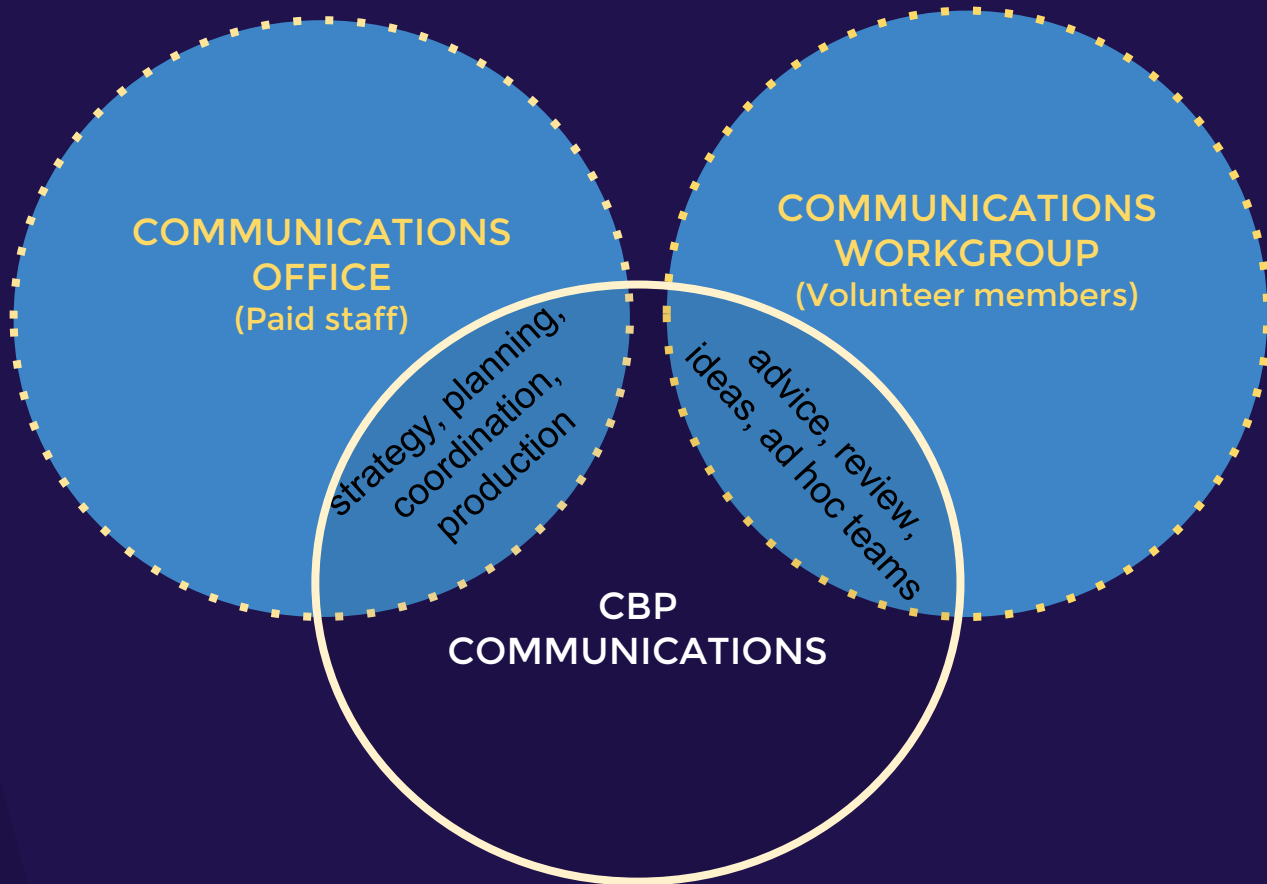 COMMUNICATIONS
OFFICE
(Paid staff)
COMMUNICATIONS
WORKGROUP
(Volunteer members)
strategy, planning,
coordination,
production
advice, review,
ideas, ad hoc teams
CBP
COMMUNICATIONS